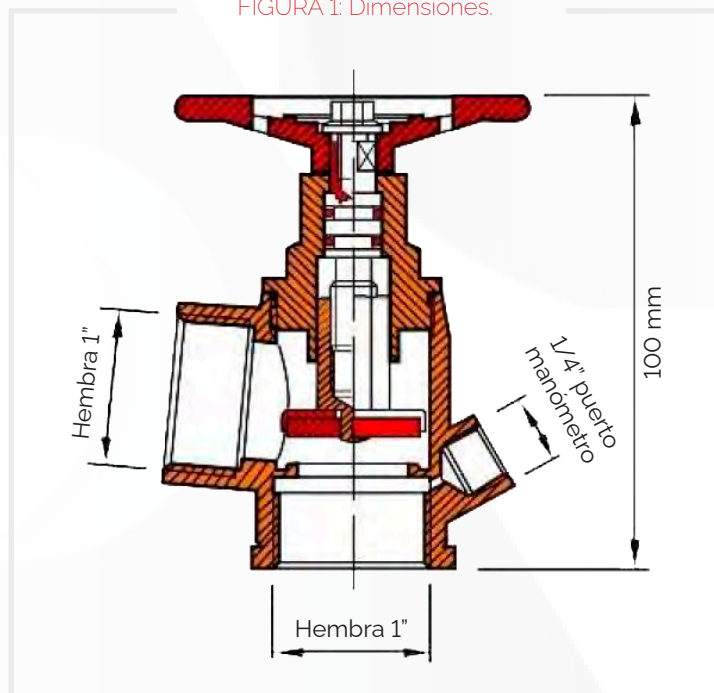 FIGURA 1: Dimensiones.
Hembra 1"
1/4" puerto
manómetro
100 mm
Hembra 1"